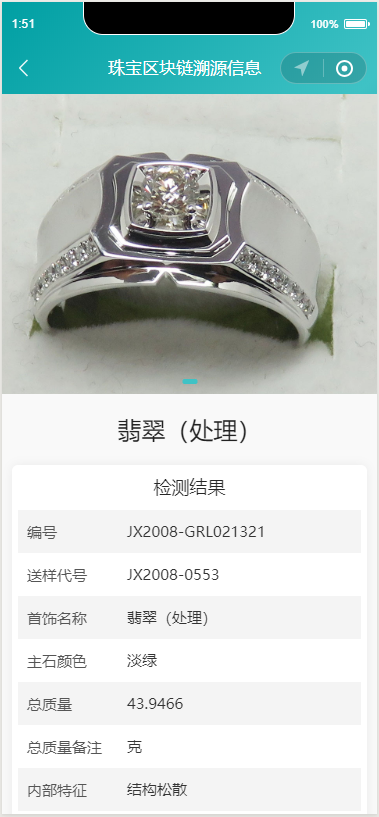 1:51
100%
珠宝区块链溯源信息
翡翠（处理）
检测结果
编号 JX2008-GRL021321
送样代号 JX2008-0553
首饰名称 翡翠（处理）
主石颜色 淡绿
总质量 43.9466
总质量备注 克
内部特征 结构松散